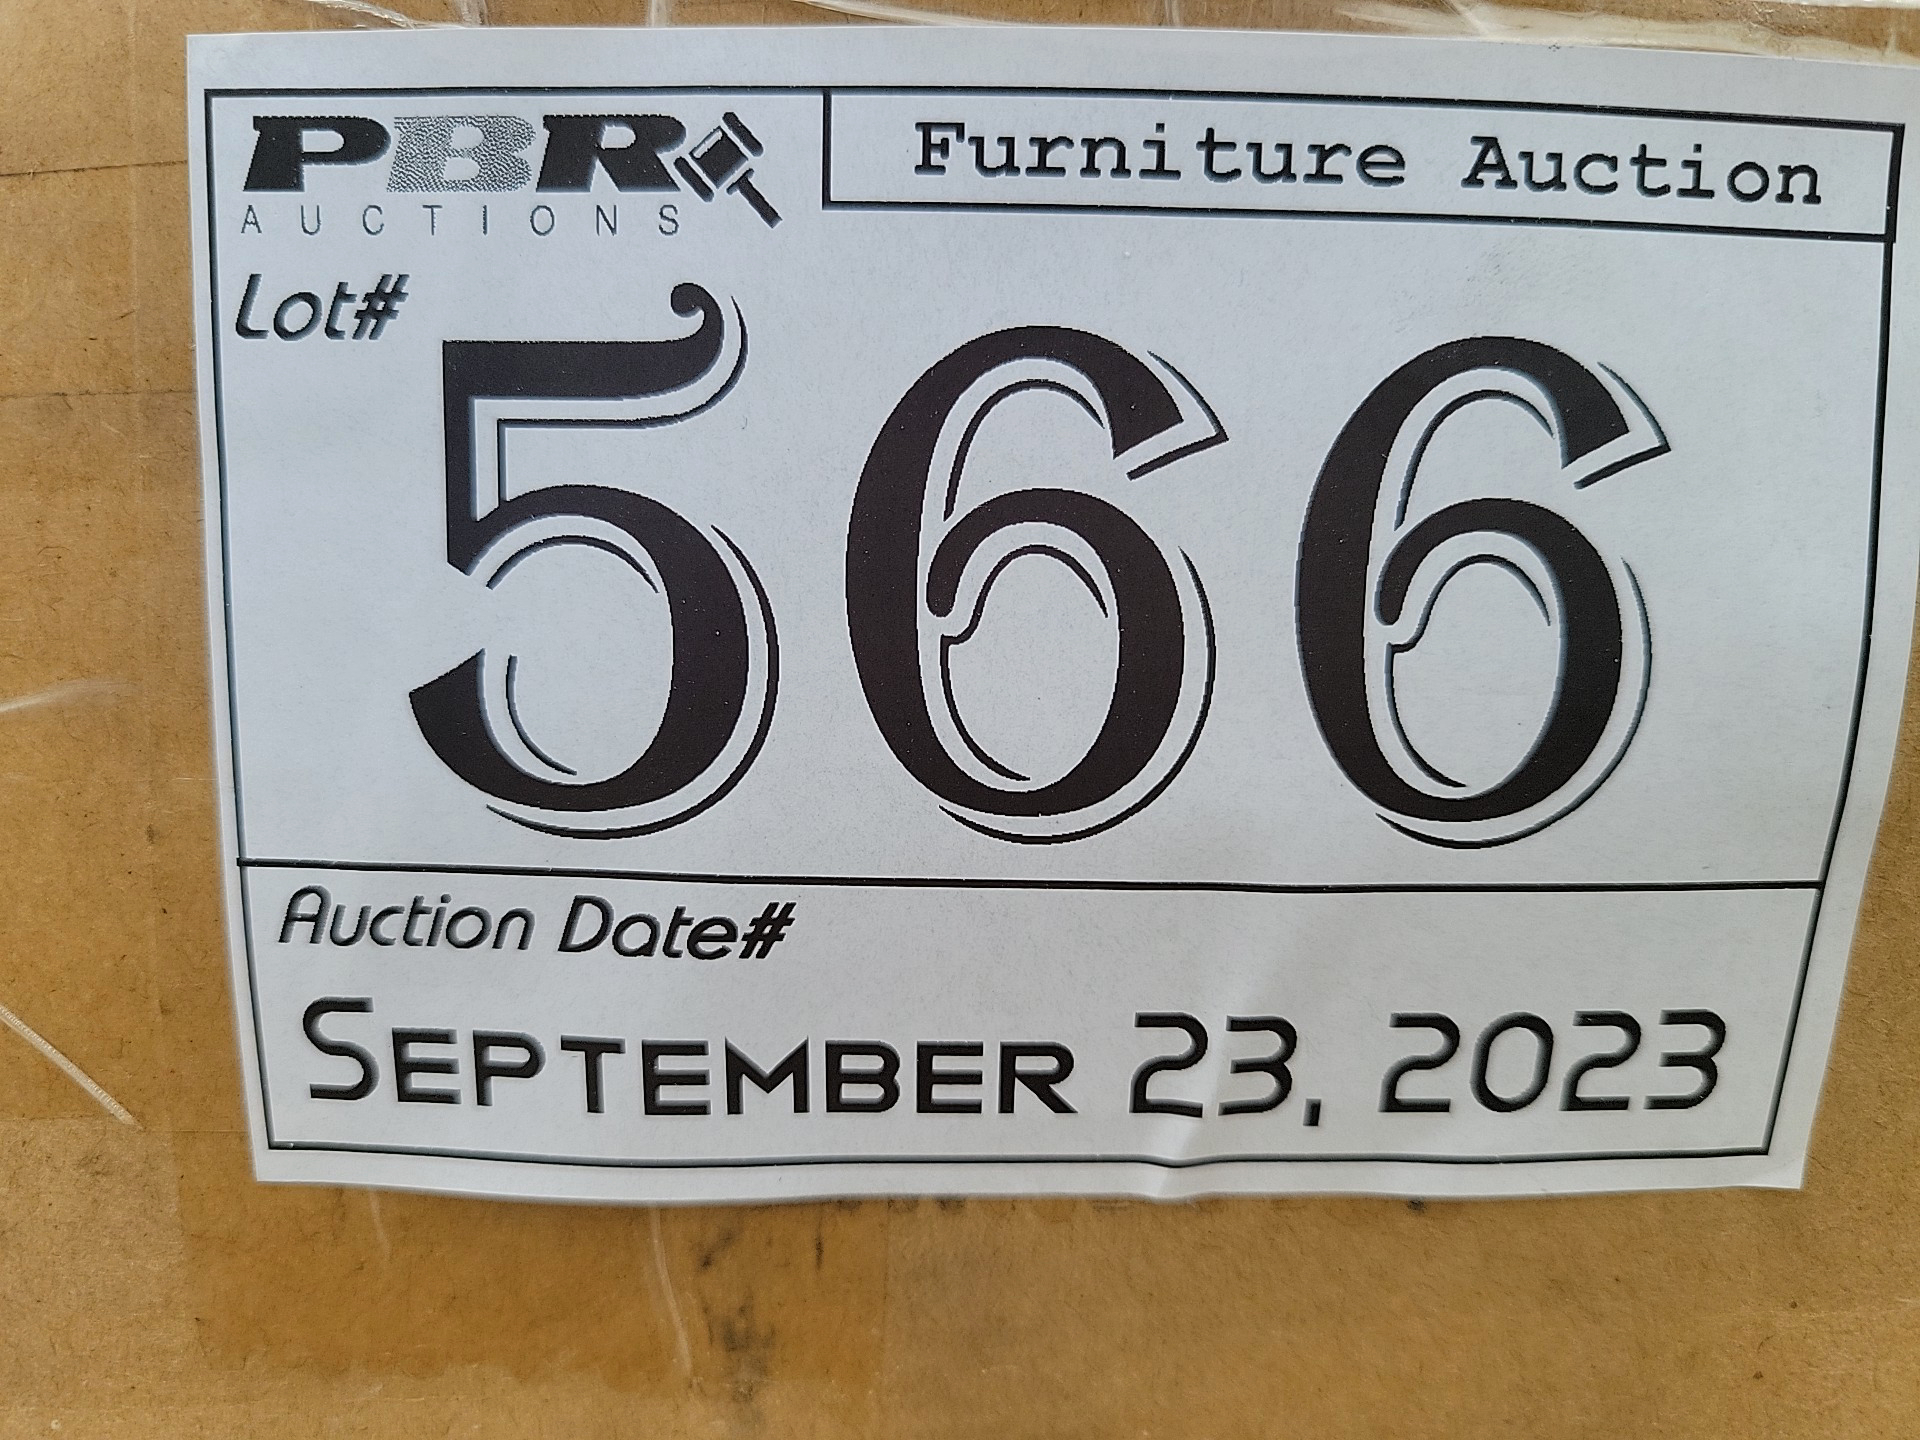 PBR
AUCTIONS
Furniture Auction
Lot#
566
Auction Date#
SEPTEMBER 23, 2023